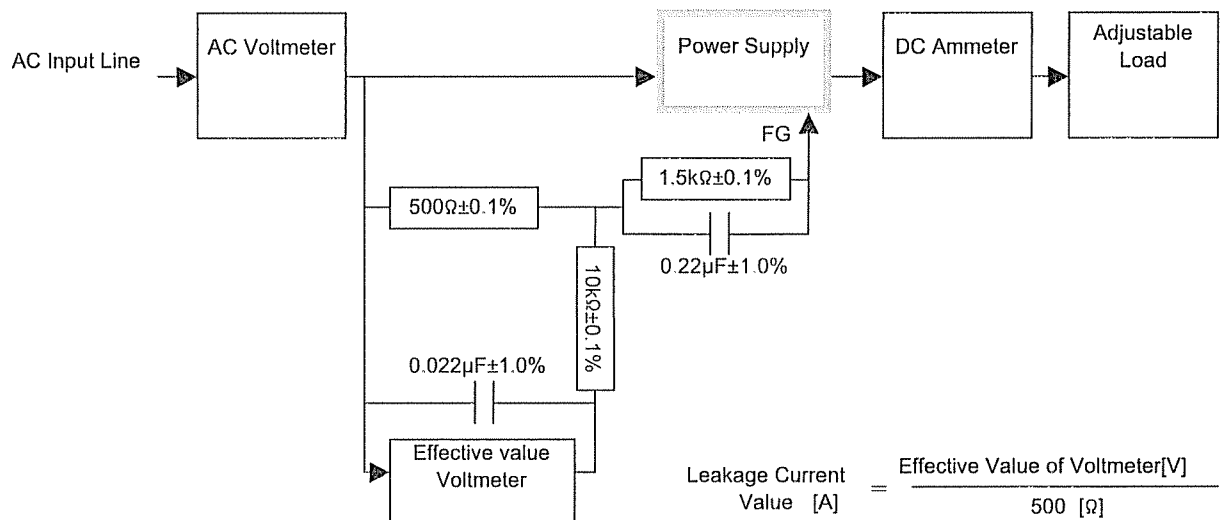 AC Input Line
AC Voltmeter
Power Supply
DC Ammeter
Adjustable
Load
FG
1.5kΩ±0.1%
500Ω±0.1%
0.22µF±1.0%
10kΩ±0.1%
0.022µF±1.0%
Effective value
Voltmeter
Leakage Current
Value [A]
=
Effective Value of Voltmeter[V]
500 [Ω]